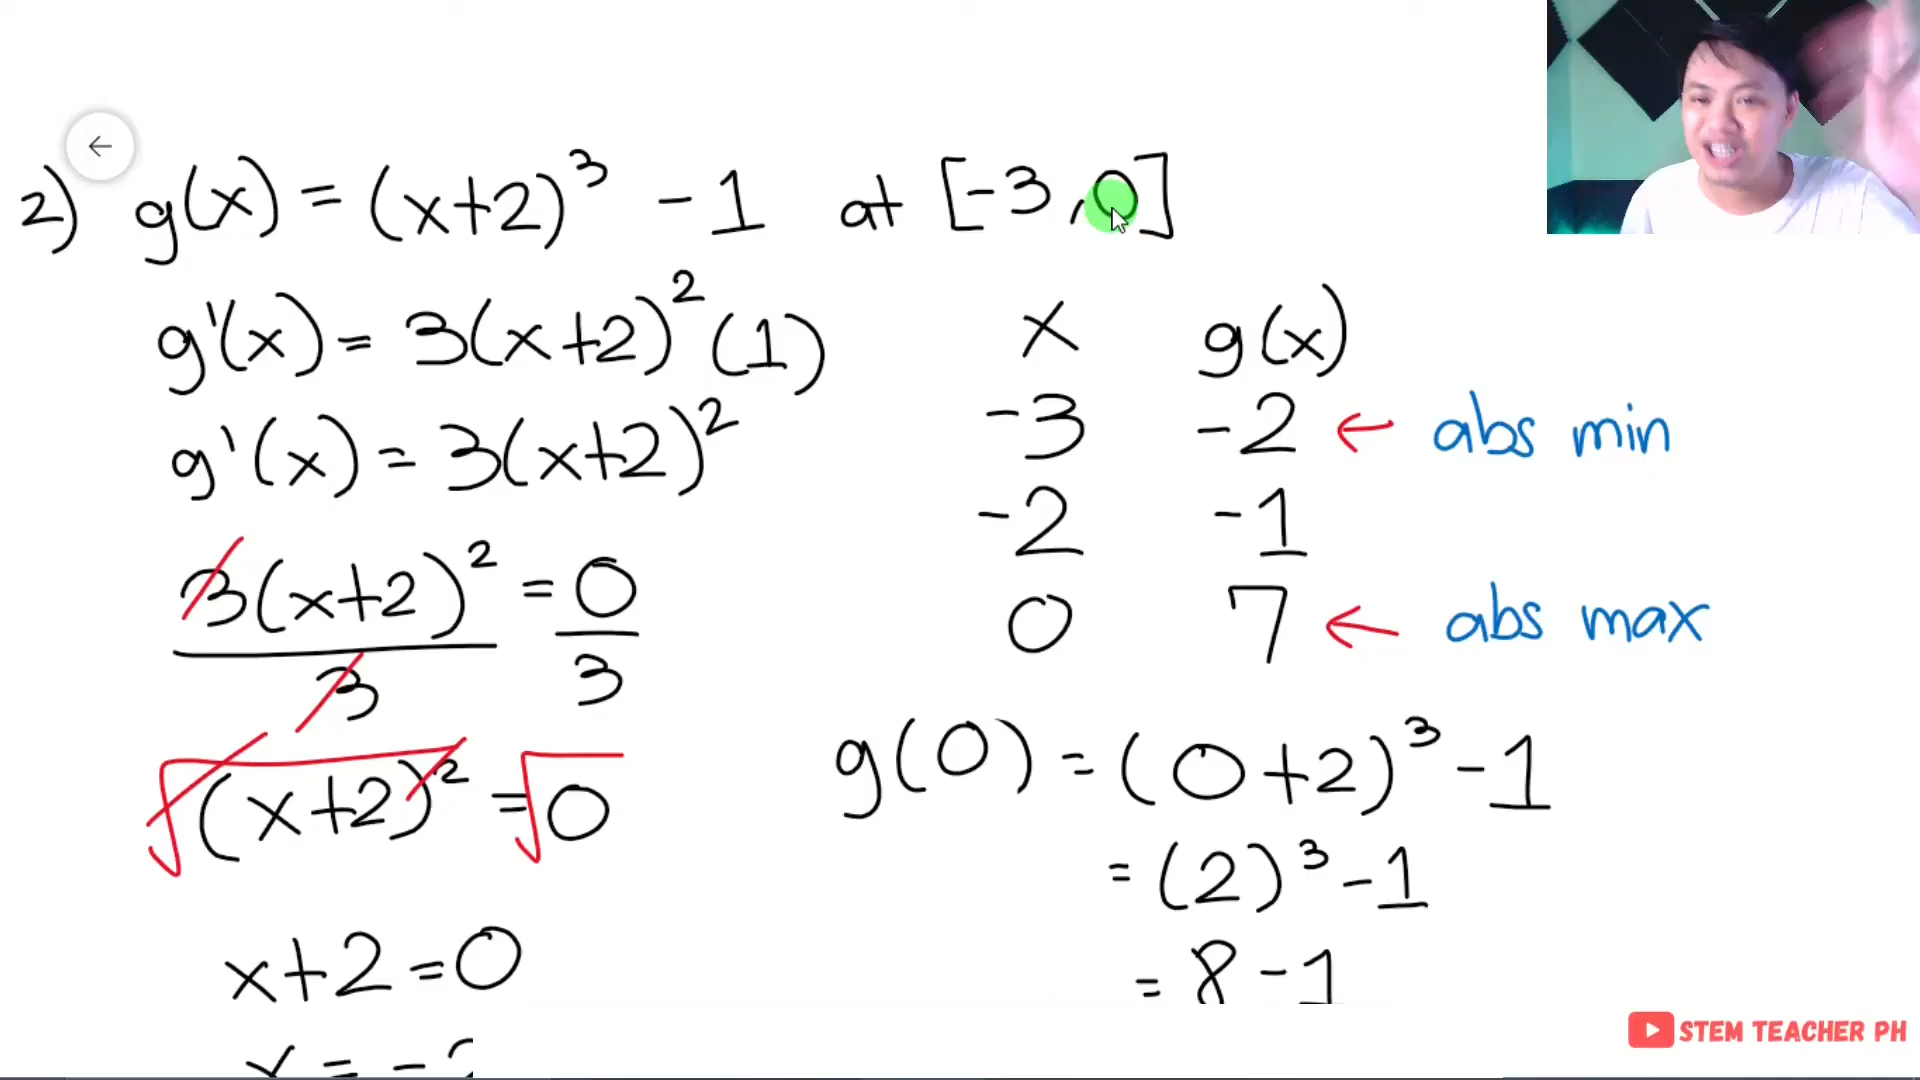 2) g(x) = (x+2)³ - 1 at [-3, 0]
g'(x) = 3(x+2)² (1)
g'(x) = 3(x+2)²
3(x+2)² = 0
3 3
√(x+2)² = √0
x+2 = 0
x = -
x g(x)
-3 -2 ← abs min
-2 -1
0 7 ← abs max
g(0) = (0+2)³ - 1
= (2)³ - 1
= 8 - 1
STEM TEACHER PH